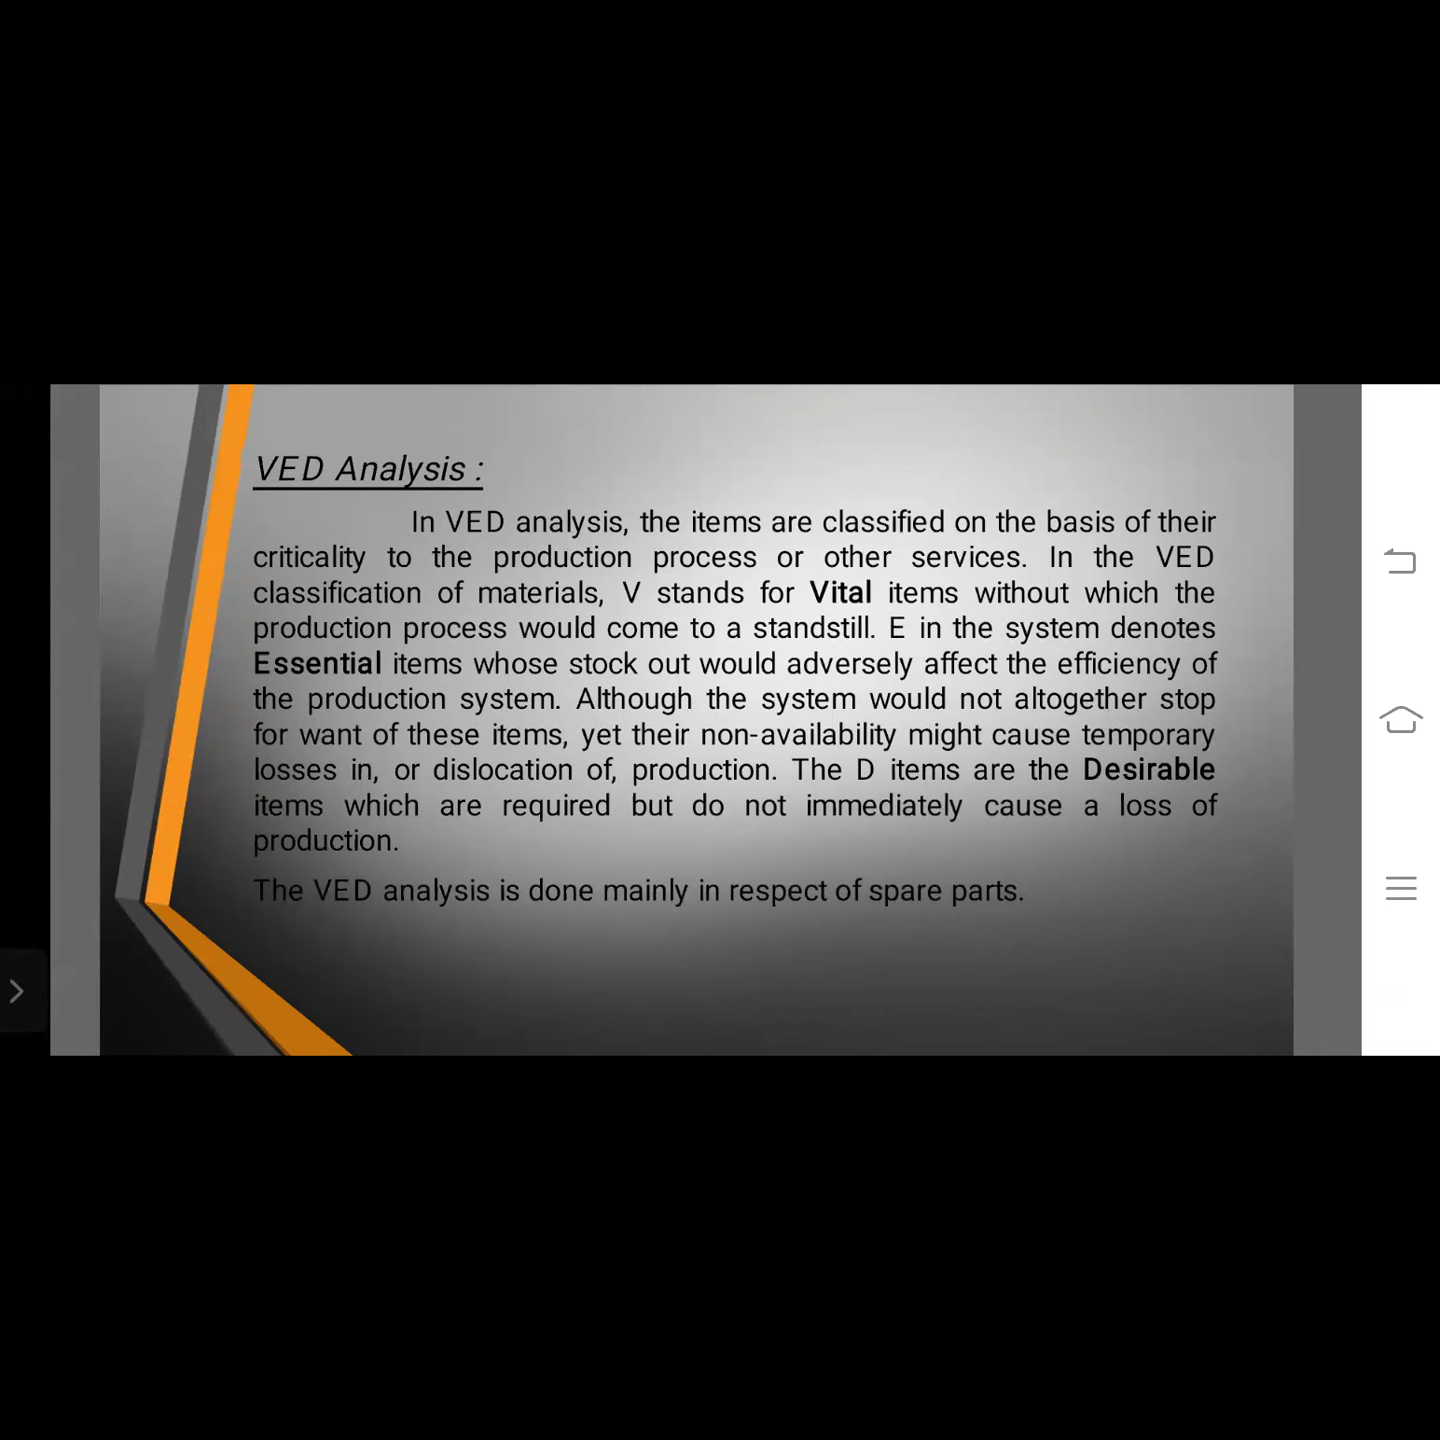 VED Analysis :
In VED analysis, the items are classified on the basis of their
criticality to the production process or other services. In the VED
classification of materials, V stands for Vital items without which the
production process would come to a standstill. E in the system denotes
Essential items whose stock out would adversely affect the efficiency of
the production system. Although the system would not altogether stop
for want of these items, yet their non-availability might cause temporary
losses in, or dislocation of, production. The D items are the Desirable
items which are required but do not immediately cause a loss of
production.
The VED analysis is done mainly in respect of spare parts.